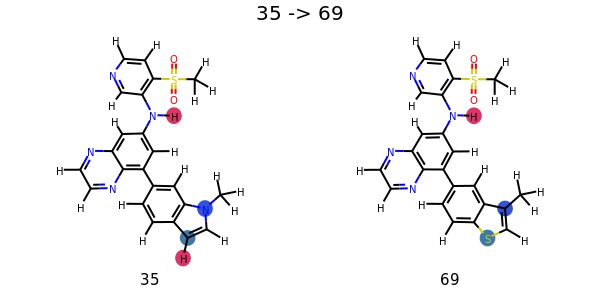 35 -> 69
H H H H
N O N O
S H S H
O H O H
H H H H
N H N H
H H
H H
N N
H H
N N
H H H H
H H H H
N H H
H H H H
S
H
35 69